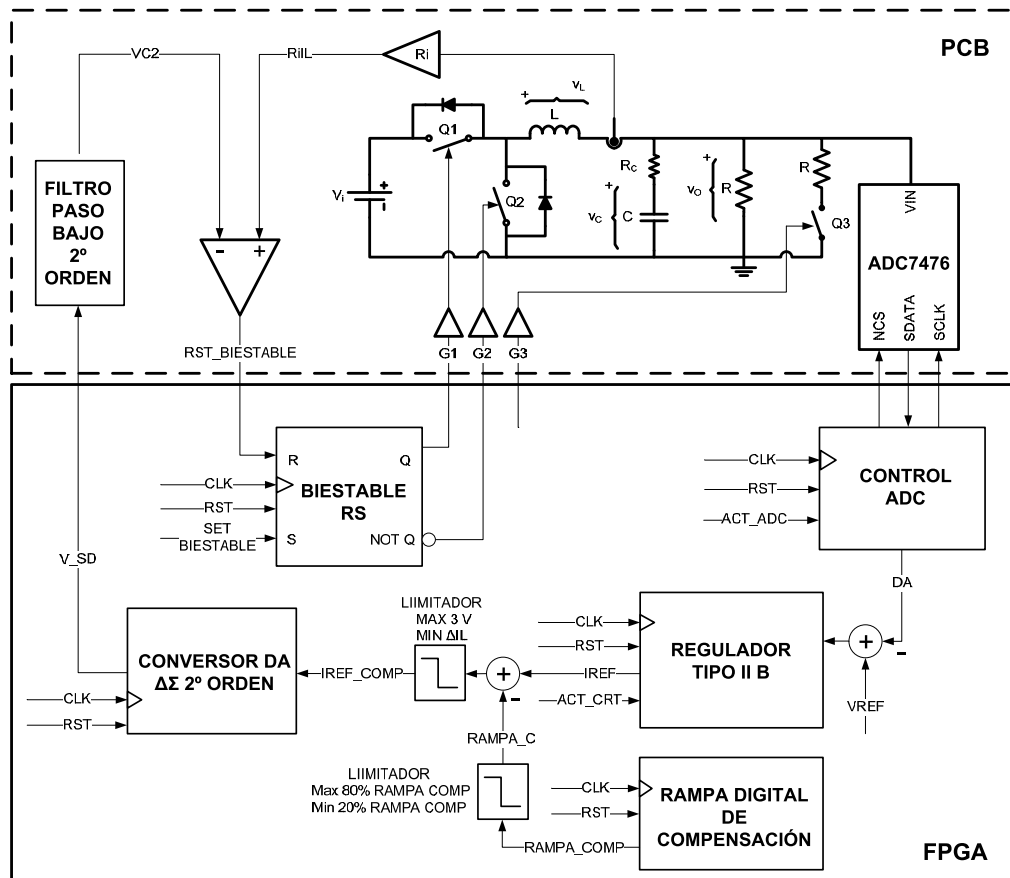 PCB
VC2
RiIL
Ri
+
vL
L
Q1
FILTRO
PASO
BAJO
2º
ORDEN
Vi
+
-
Q2
RC
+
vC
C
+
vO
R
R
Q3
VIN
ADC7476
NCS
SDATA
SCLK
-
+
RST_BIESTABLE
G1
G2
G3
R
Q
CLK
BIESTABLE
RS
RST
SET
BIESTABLE
S
NOT Q
CLK
RST
ACT_ADC
CONTROL
ADC
V_SD
DA
LIIMITADOR
MAX 3 V
MIN ΔIL
CONVERSOR DA
ΔΣ 2º ORDEN
CLK
RST
IREF_COMP
+
-
IREF
CLK
RST
ACT_CRT
REGULADOR
TIPO II B
+
-
VREF
RAMPA_C
LIIMITADOR
Max 80% RAMPA COMP
Min 20% RAMPA COMP
CLK
RST
RAMPA_COMP
RAMPA DIGITAL
DE
COMPENSACIÓN
FPGA